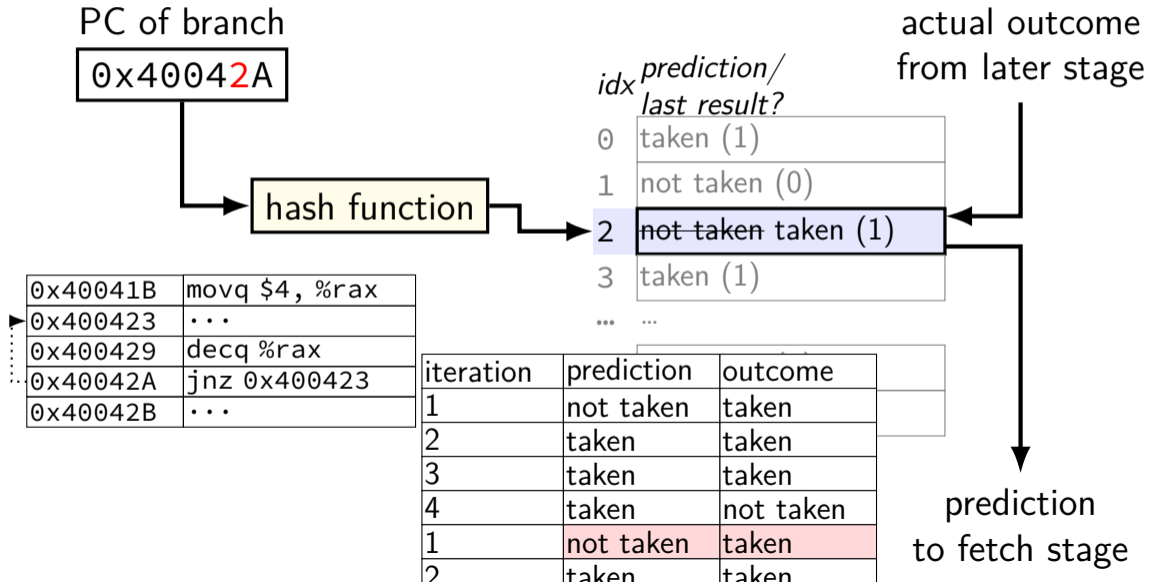 PC of branch
0x40042A
hash function
idx
prediction/
last result?
0 taken (1)
1 not taken (0)
2 not taken taken (1)
3 taken (1)
... ...
actual outcome
from later stage
prediction
to fetch stage
0x40041B movq $4, %rax
0x400423 ...
0x400429 decq %rax
0x40042A jnz 0x400423
0x40042B ...
iteration prediction outcome
1 not taken taken
2 taken taken
3 taken taken
4 taken not taken
1 not taken taken
2 taken taken